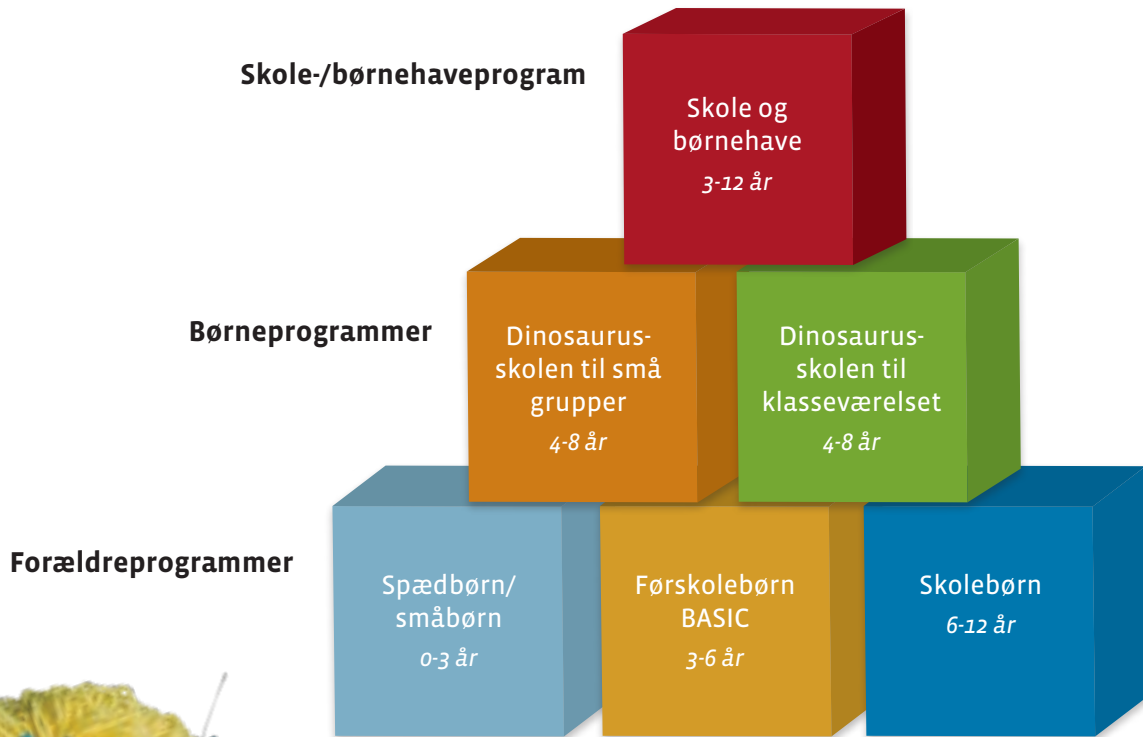 Skole-/børnehaveprogram
Skole og
børnehave
3-12 år
Børneprogrammer
Dinosaurus-
skolen til små
grupper
4-8 år
Dinosaurus-
skolen til
klasseværelset
4-8 år
Forældreprogrammer
Spædbørn/
småbørn
0-3 år
Førskolebørn
BASIC
3-6 år
Skolebørn
6-12 år